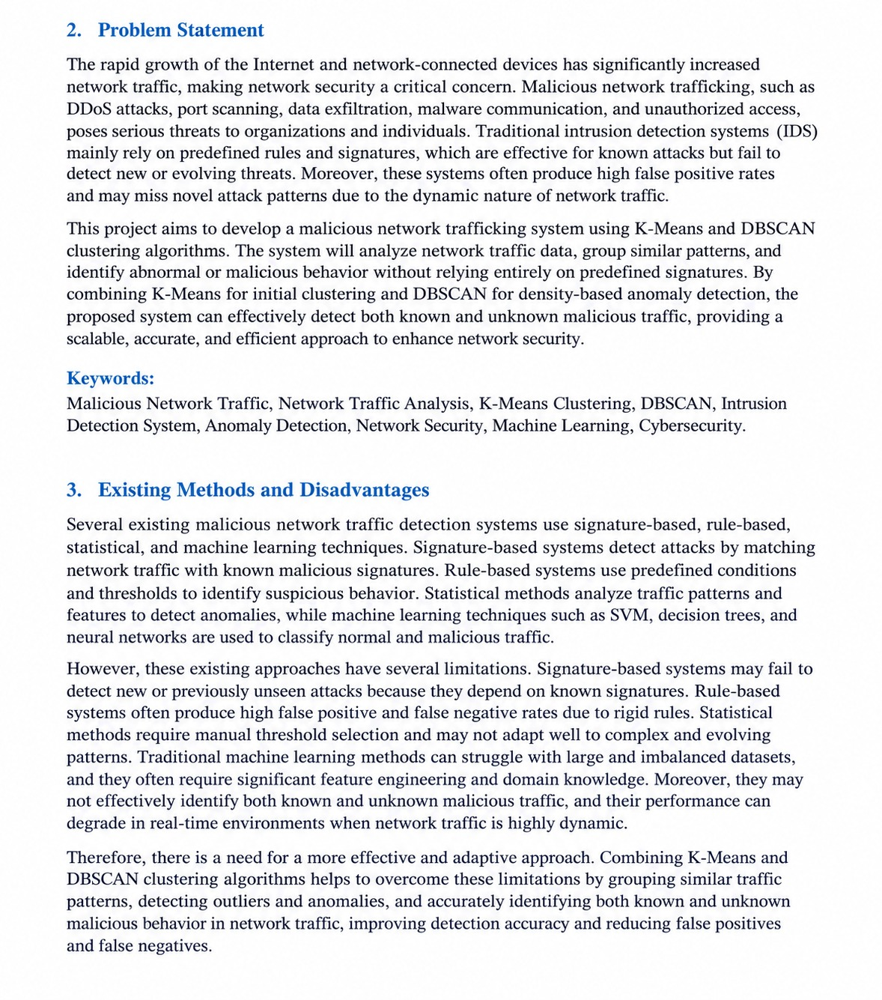 2. Problem Statement
The rapid growth of the Internet and network-connected devices has significantly increased
network traffic, making network security a critical concern. Malicious network trafficking, such as
DDoS attacks, port scanning, data exfiltration, malware communication, and unauthorized access,
poses serious threats to organizations and individuals. Traditional intrusion detection systems (IDS)
mainly rely on predefined rules and signatures, which are effective for known attacks but fail to
detect new or evolving threats. Moreover, these systems often produce high false positive rates
and may miss novel attack patterns due to the dynamic nature of network traffic.
This project aims to develop a malicious network trafficking system using K-Means and DBSCAN
clustering algorithms. The system will analyze network traffic data, group similar patterns, and
identify abnormal or malicious behavior without relying entirely on predefined signatures. By
combining K-Means for initial clustering and DBSCAN for density-based anomaly detection, the
proposed system can effectively detect both known and unknown malicious traffic, providing a
scalable, accurate, and efficient approach to enhance network security.
Keywords:
Malicious Network Traffic, Network Traffic Analysis, K-Means Clustering, DBSCAN, Intrusion
Detection System, Anomaly Detection, Network Security, Machine Learning, Cybersecurity.
3. Existing Methods and Disadvantages
Several existing malicious network traffic detection systems use signature-based, rule-based,
statistical, and machine learning techniques. Signature-based systems detect attacks by matching
network traffic with known malicious signatures. Rule-based systems use predefined conditions
and thresholds to identify suspicious behavior. Statistical methods analyze traffic patterns and
features to detect anomalies, while machine learning techniques such as SVM, decision trees, and
neural networks are used to classify normal and malicious traffic.
However, these existing approaches have several limitations. Signature-based systems may fail to
detect new or previously unseen attacks because they depend on known signatures. Rule-based
systems often produce high false positive and false negative rates due to rigid rules. Statistical
methods require manual threshold selection and may not adapt well to complex and evolving
patterns. Traditional machine learning methods can struggle with large and imbalanced datasets,
and they often require significant feature engineering and domain knowledge. Moreover, they may
not effectively identify both known and unknown malicious traffic, and their performance can
degrade in real-time environments when network traffic is highly dynamic.
Therefore, there is a need for a more effective and adaptive approach. Combining K-Means and
DBSCAN clustering algorithms helps to overcome these limitations by grouping similar traffic
patterns, detecting outliers and anomalies, and accurately identifying both known and unknown
malicious behavior in network traffic, improving detection accuracy and reducing false positives
and false negatives.